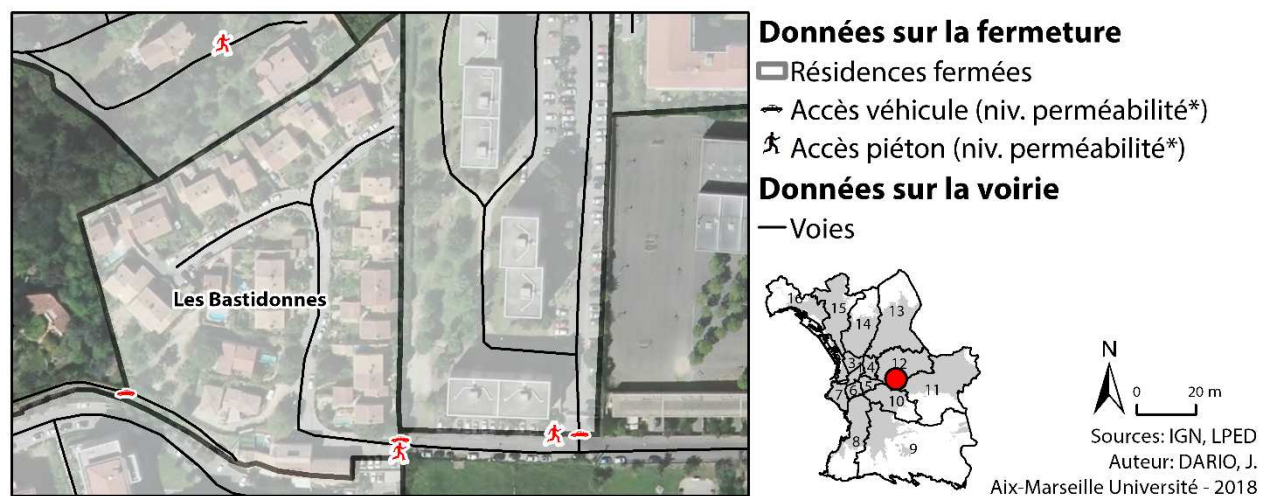 Les Bastidonnes
Données sur la fermeture
Résidences fermées
Accès véhicule (niv. perméabilité*)
Accès piéton (niv. perméabilité*)
Données sur la voirie
Voies
16
15
14
13
3
4
12
7
6
5
10
11
8
9
N
0 20 m
Sources: IGN, LPED
Auteur: DARIO, J.
Aix-Marseille Université - 2018